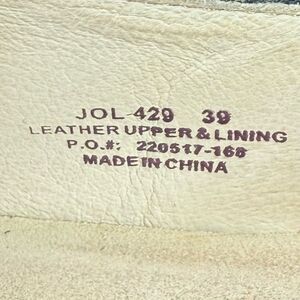 JOL-429 39
LEATHER UPPER & LINING
P.O.#: 220517-168
MADE IN CHINA